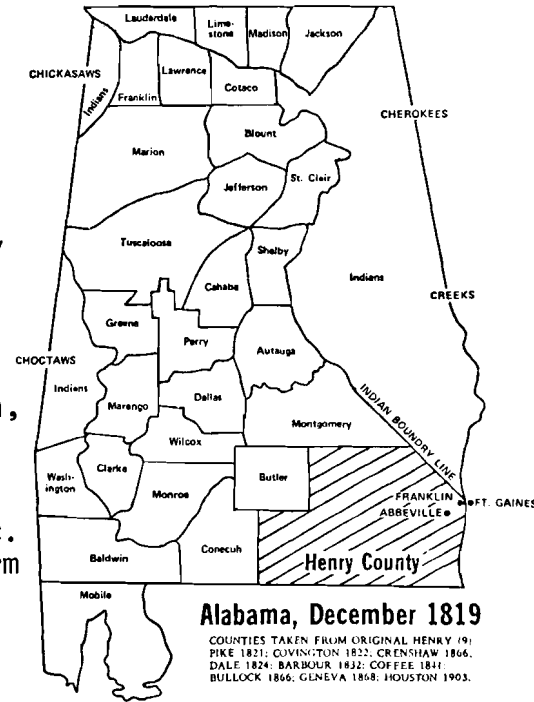 Lauderdale
Lime-
stone
Madison
Jackson
CHICKASAWS
Indians
Franklin
Lawrence
Cotaco
CHEROKEES
Marion
Blount
Jefferson
St. Clair
Tuscaloosa
Shelby
Cahaba
Indians
CREEKS
Greene
Perry
Autauga
CHOCTAWS
Indians
Marengo
Dallas
INDIAN BOUNDRY LINE
Montgomery
Wilcox
Wash-
ington
Clarke
Monroe
Butler
FRANKLIN
FT. GAINES
ABBEVILLE
Baldwin
Conecuh
Henry County
Mobile
,
.
rm
Alabama, December 1819
COUNTIES TAKEN FROM ORIGINAL HENRY (9)
PIKE 1821; COVINGTON 1822; CRENSHAW 1866,
DALE 1824; BARBOUR 1832; COFFEE 1841;
BULLOCK 1866; GENEVA 1868; HOUSTON 1903.